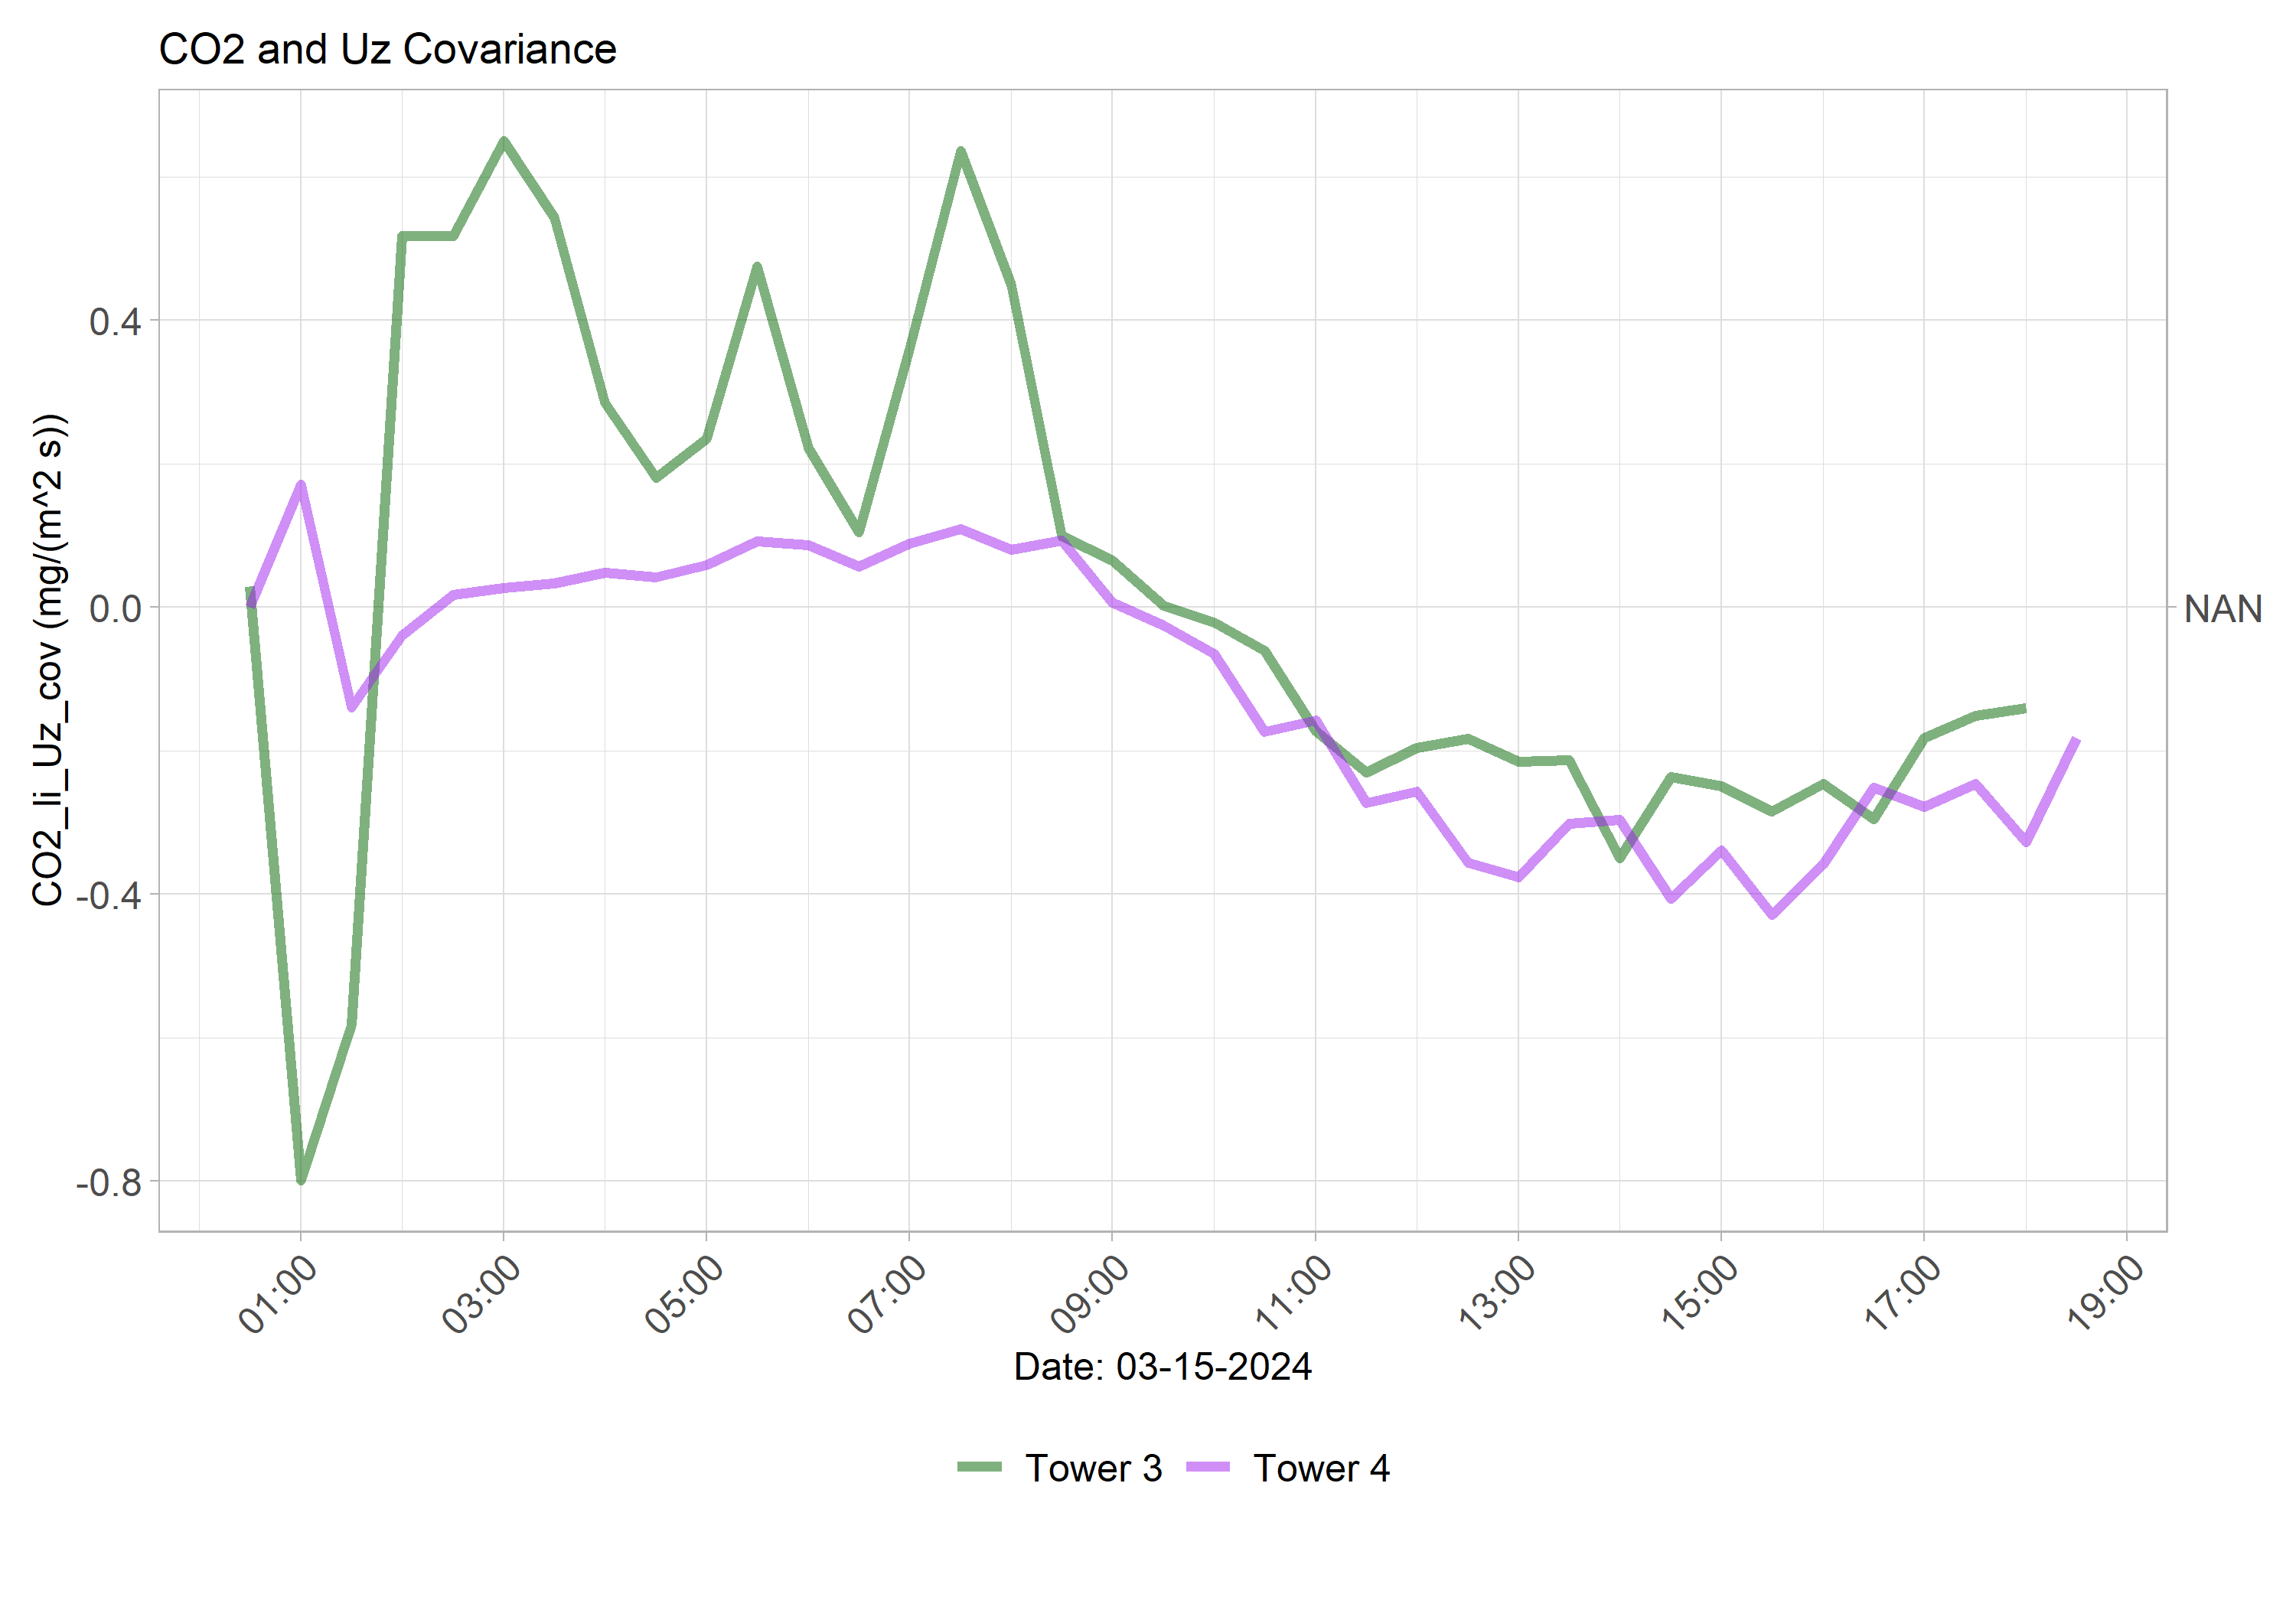 CO2 and Uz Covariance
CO2_li_Uz_cov (mg/(m^2 s))
0.4
0.0
-0.4
-0.8
NAN
01:00
03:00
05:00
07:00
09:00
11:00
13:00
15:00
17:00
19:00
Date: 03-15-2024
Tower 3
Tower 4